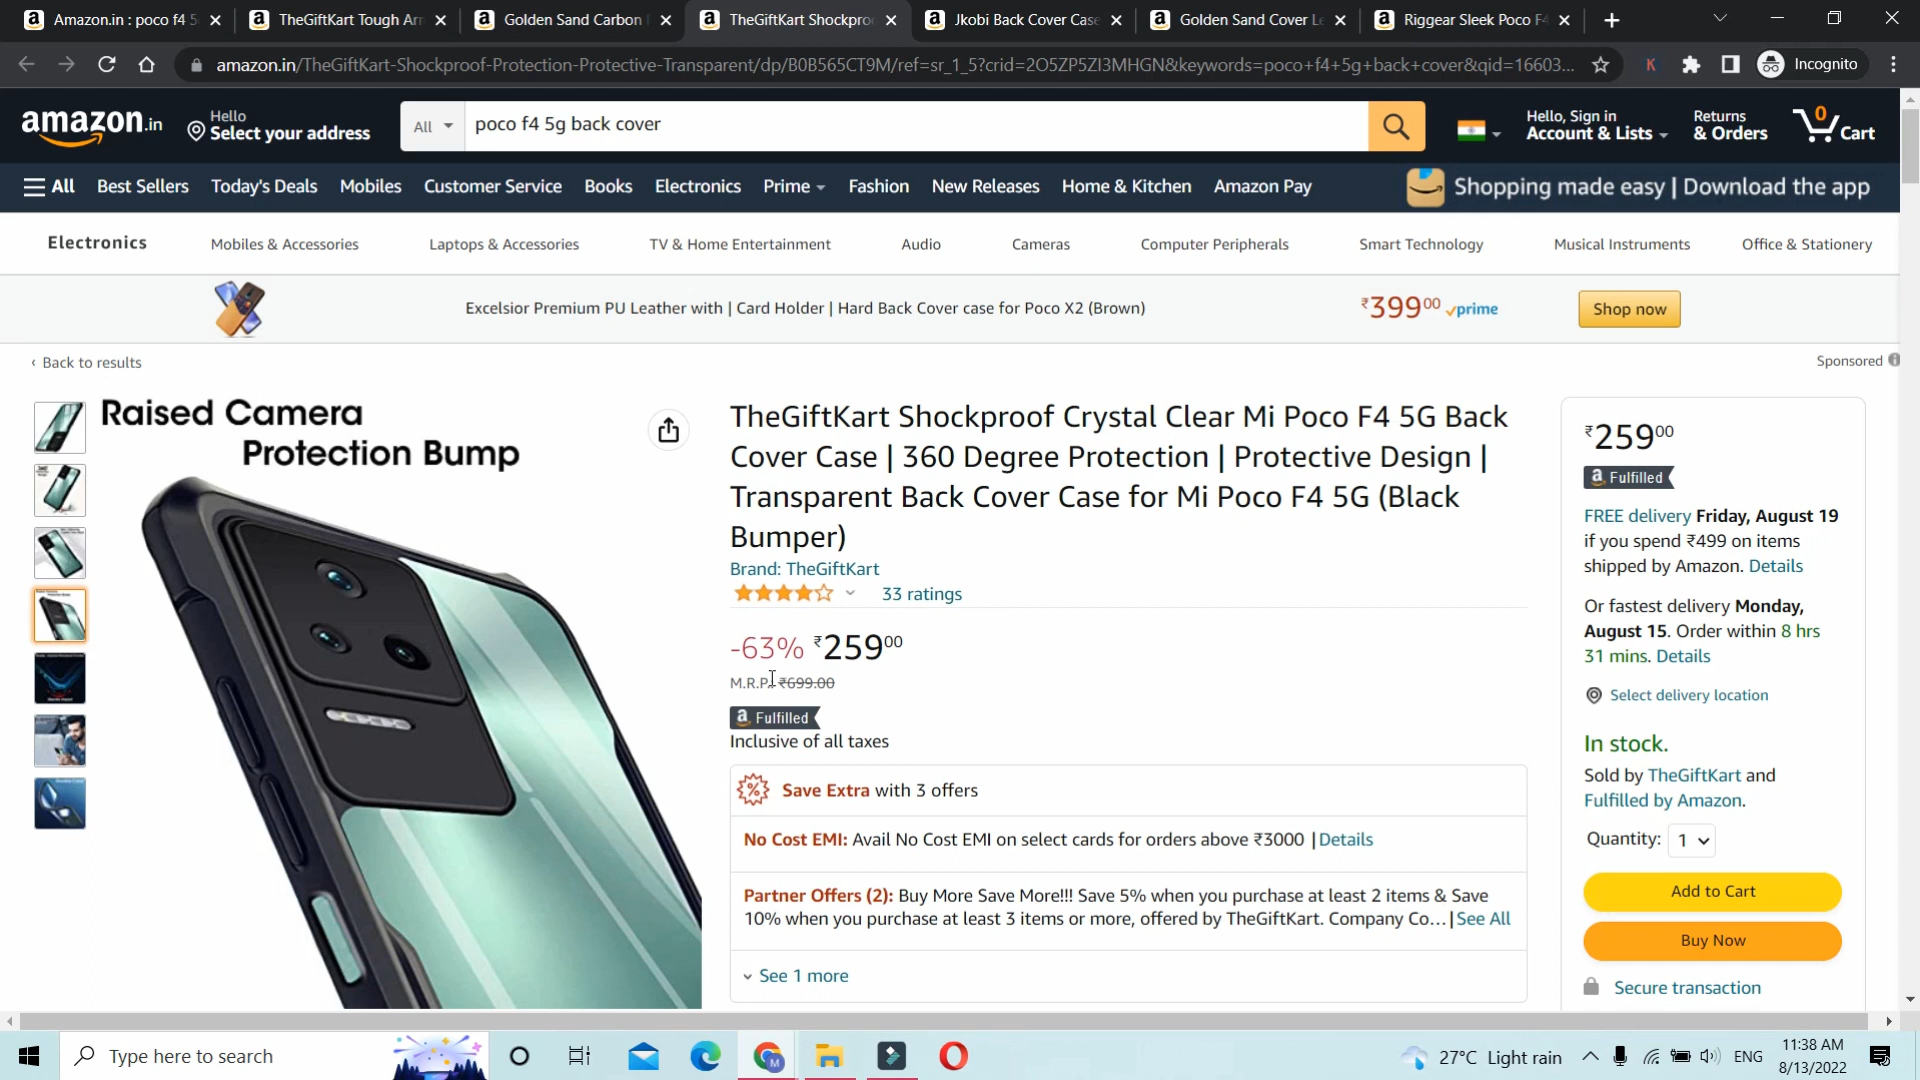 Amazon.in : poco f4 5
TheGiftKart Tough Arm
Golden Sand Carbon
TheGiftKart Shockproo
Jkobi Back Cover Case
Golden Sand Cover Le
Riggear Sleek Poco F4
amazon.in/TheGiftKart-Shockproof-Protection-Protective-Transparent/dp/B0B565CT9M/ref=sr_1_5?crid=2O5ZP5ZI3MHGN&keywords=poco+f4+5g+back+cover&qid=16603...
Incognito
amazon.in
Hello
Select your address
All
poco f4 5g back cover
Hello, Sign in
Account & Lists
Returns
& Orders
0
Cart
All
Best Sellers
Today's Deals
Mobiles
Customer Service
Books
Electronics
Prime
Fashion
New Releases
Home & Kitchen
Amazon Pay
Shopping made easy | Download the app
Electronics
Mobiles & Accessories
Laptops & Accessories
TV & Home Entertainment
Audio
Cameras
Computer Peripherals
Smart Technology
Musical Instruments
Office & Stationery
Excelsior Premium PU Leather with | Card Holder | Hard Back Cover case for Poco X2 (Brown)
₹39900 prime
Shop now
‹ Back to results
Sponsored
Raised Camera
Protection Bump
TheGiftKart Shockproof Crystal Clear Mi Poco F4 5G Back
Cover Case | 360 Degree Protection | Protective Design |
Transparent Back Cover Case for Mi Poco F4 5G (Black
Bumper)
Brand: TheGiftKart
33 ratings
-63% ₹25900
M.R.P.: ₹699.00
a Fulfilled
Inclusive of all taxes
Save Extra with 3 offers
No Cost EMI: Avail No Cost EMI on select cards for orders above ₹3000 | Details
Partner Offers (2): Buy More Save More!!! Save 5% when you purchase at least 2 items & Save
10% when you purchase at least 3 items or more, offered by TheGiftKart. Company Co... | See All
See 1 more
₹25900
a Fulfilled
FREE delivery Friday, August 19
if you spend ₹499 on items
shipped by Amazon. Details
Or fastest delivery Monday,
August 15. Order within 8 hrs
31 mins. Details
Select delivery location
In stock.
Sold by TheGiftKart and
Fulfilled by Amazon.
Quantity: 1
Add to Cart
Buy Now
Secure transaction
Type here to search
27°C Light rain
ENG
11:38 AM
8/13/2022